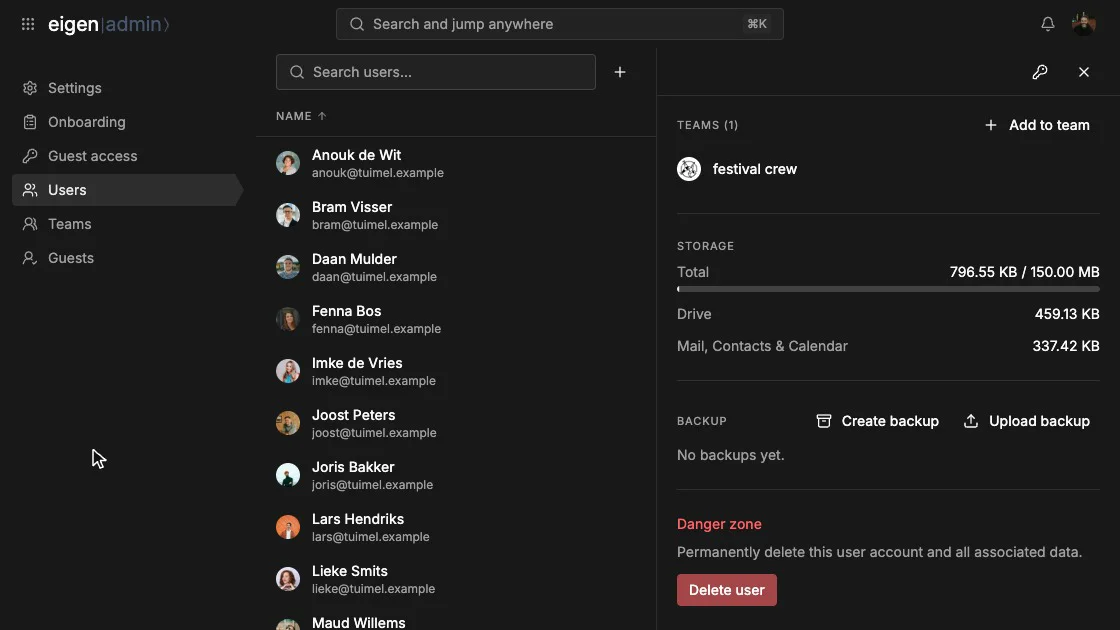 eigen|admin⟩
Search and jump anywhere
⌘K
Settings
Onboarding
Guest access
Users
Teams
Guests
Search users...
NAME ↑
Anouk de Wit
anouk@tuimel.example
Bram Visser
bram@tuimel.example
Daan Mulder
daan@tuimel.example
Fenna Bos
fenna@tuimel.example
Imke de Vries
imke@tuimel.example
Joost Peters
joost@tuimel.example
Joris Bakker
joris@tuimel.example
Lars Hendriks
lars@tuimel.example
Lieke Smits
lieke@tuimel.example
Maud Willems
TEAMS (1)
Add to team
festival crew
STORAGE
Total 796.55 KB / 150.00 MB
Drive 459.13 KB
Mail, Contacts & Calendar 337.42 KB
BACKUP Create backup Upload backup
No backups yet.
Danger zone
Permanently delete this user account and all associated data.
Delete user